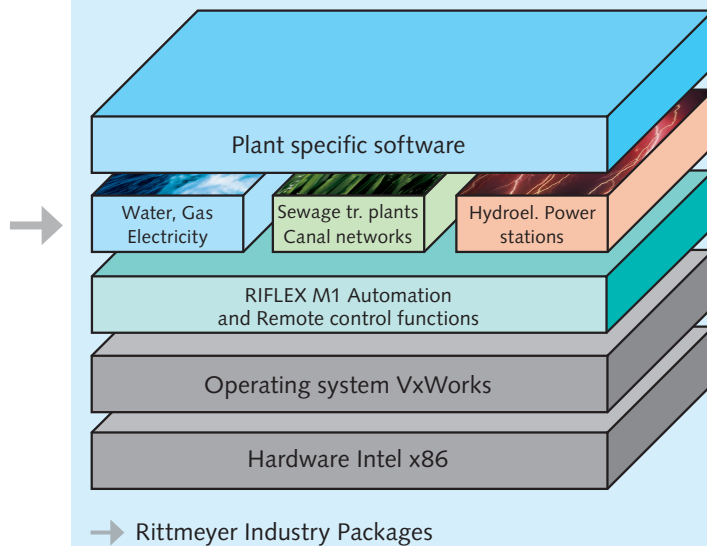 Plant specific software
Water, Gas
Electricity
Sewage tr. plants
Canal networks
Hydroel. Power
stations
RIFLEX M1 Automation
and Remote control functions
Operating system VxWorks
Hardware Intel x86
Rittmeyer Industry Packages